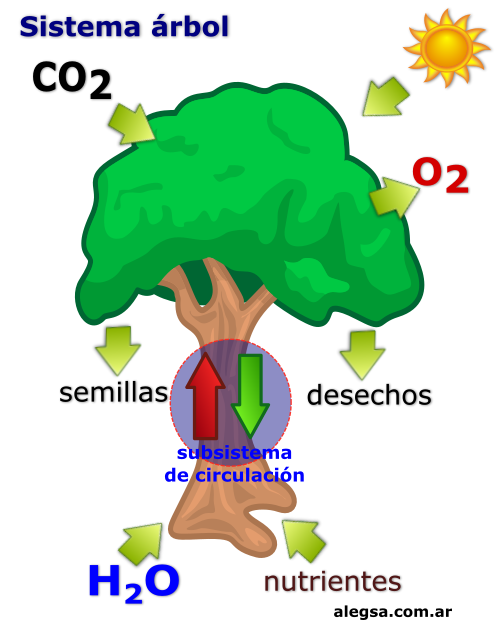 Sistema árbol
CO2
O2
semillas
desechos
subsistema
de circulación
H2O
nutrientes
alegsa.com.ar